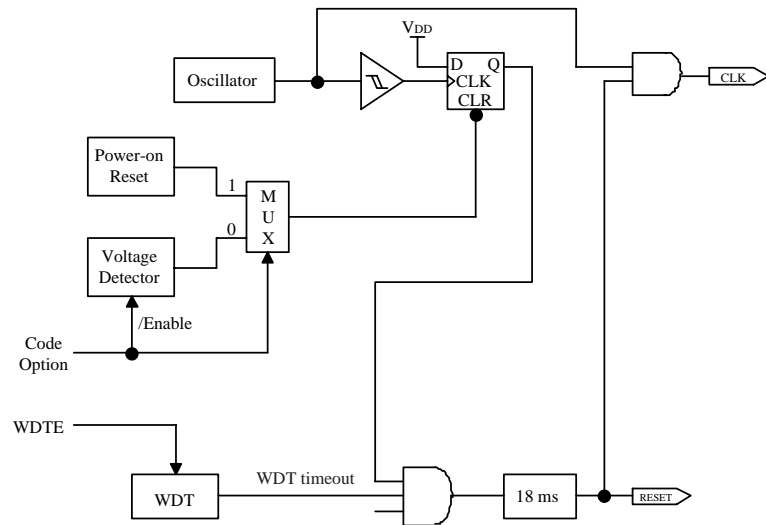 VDD
Oscillator
D Q
CLK
CLR
CLK
Power-on
Reset
1
M
U
X
0
Voltage
Detector
/Enable
Code
Option
WDTE
WDT timeout
WDT
18 ms
RESET